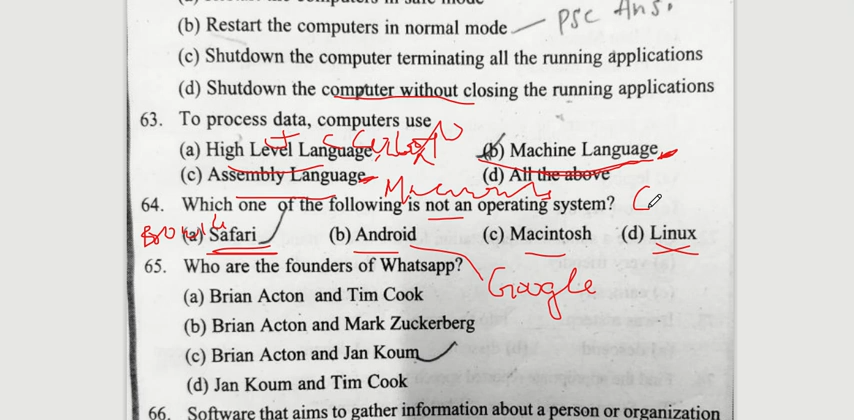 (b) Restart the computers in normal mode — PSC Ans.
(c) Shutdown the computer terminating all the running applications
(d) Shutdown the computer without closing the running applications
63. To process data, computers use
(a) High Level Language (b) Machine Language
(c) Assembly Language (d) All the above
64. Which one of the following is not an operating system?
(a) Safari (b) Android (c) Macintosh (d) Linux
65. Who are the founders of Whatsapp?
Google
(a) Brian Acton and Tim Cook
(b) Brian Acton and Mark Zuckerberg
(c) Brian Acton and Jan Koum
(d) Jan Koum and Tim Cook
66. Software that aims to gather information about a person or organization